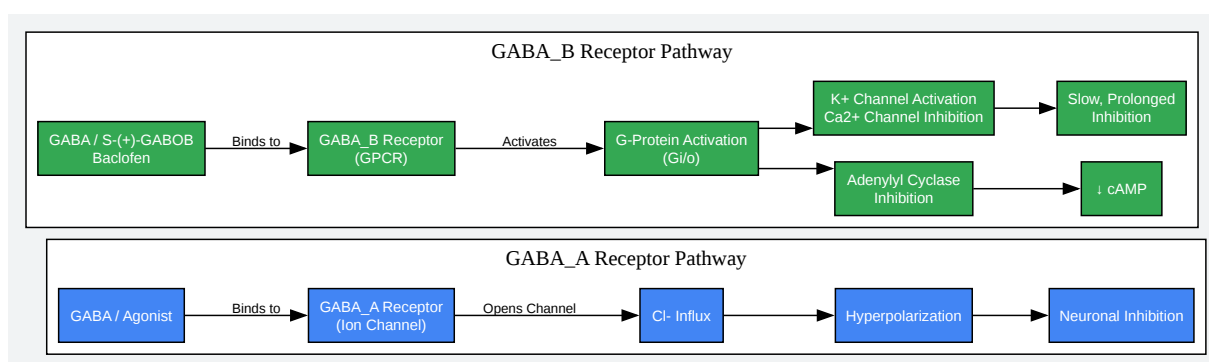 GABA_B Receptor Pathway
GABA / S-(+)-GABOB
Baclofen
Binds to
GABA_B Receptor
(GPCR)
Activates
G-Protein Activation
(Gi/o)
K+ Channel Activation
Ca2+ Channel Inhibition
Slow, Prolonged
Inhibition
Adenylyl Cyclase
Inhibition
↓ cAMP
GABA_A Receptor Pathway
GABA / Agonist
Binds to
GABA_A Receptor
(Ion Channel)
Opens Channel
Cl- Influx
Hyperpolarization
Neuronal Inhibition